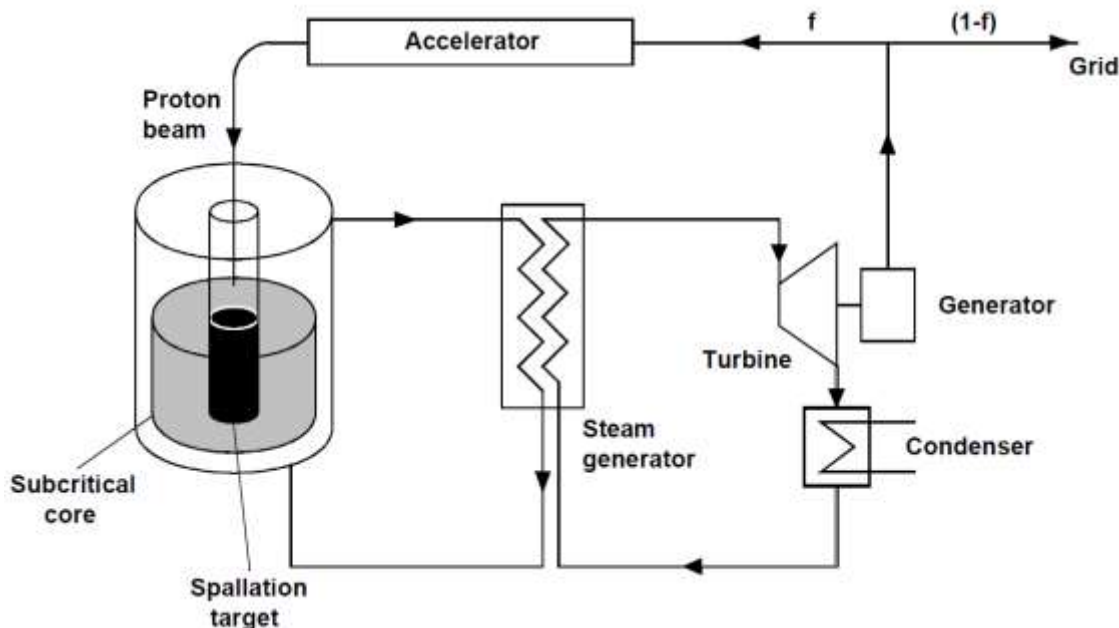 f
(1-f)
Accelerator
Grid
Proton
beam
Generator
Turbine
Steam
generator
Condenser
Subcritical
core
Spallation
target